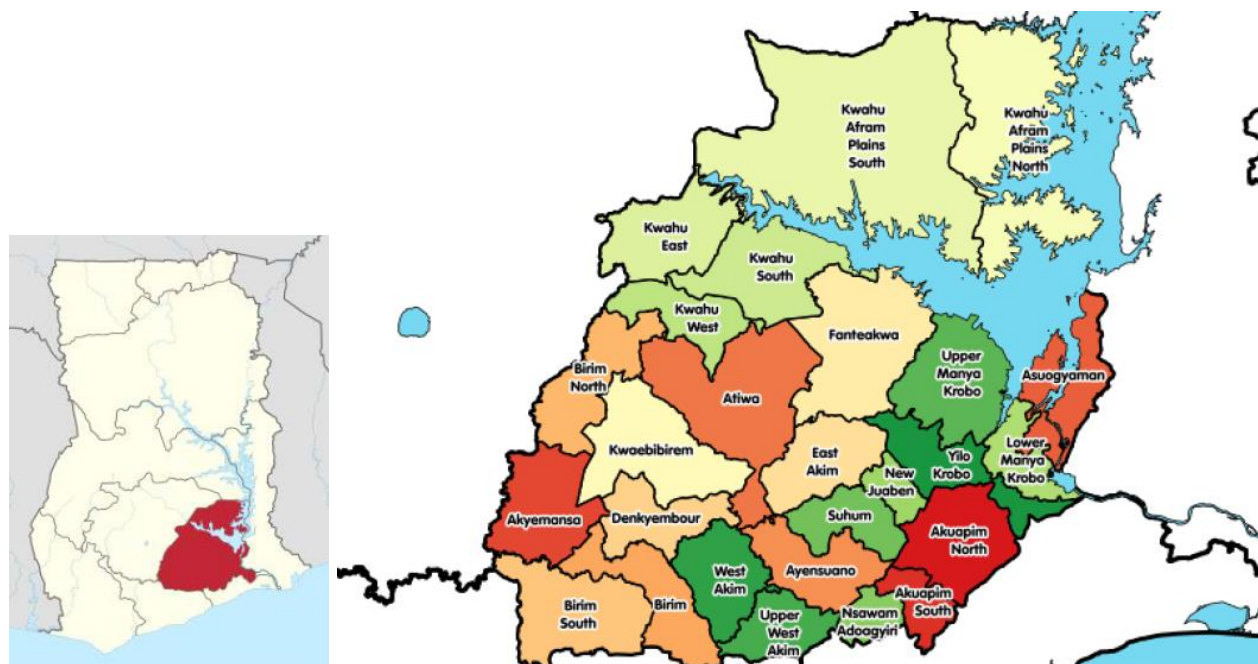 Kwahu
Afram
Plains
South
Kwahu
Afram
Plains
North
Kwahu
East
Kwahu
South
Kwahu
West
Fanteakwa
Birim
North
Atiwa
Upper
Manya
Krobo
Asuogyaman
Kwaebibirem
East
Akim
Yilo
Krobo
Lower
Manya
Krobo
New
Juaben
Akyemansa
Denkyembour
Suhum
Akuapim
North
West
Akim
Ayensuano
Birim
South
Birim
Upper
West
Akim
Nsawam
Adoagyiri
Akuapim
South